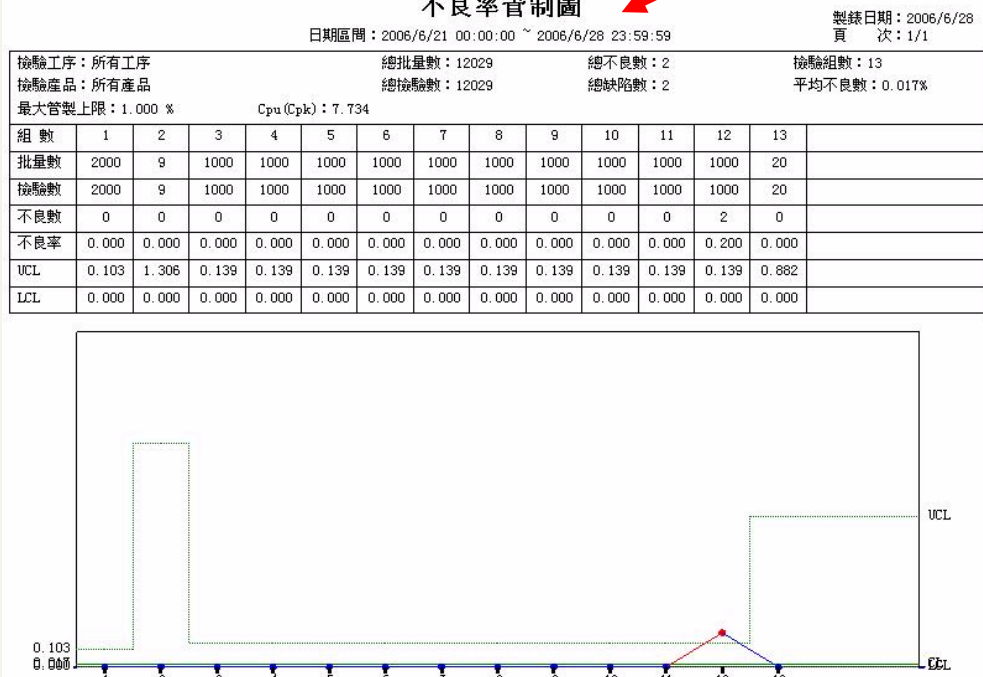 不良率管制圖
日期區間：2006/6/21 00:00:00 ~ 2006/6/28 23:59:59
製錶日期：2006/6/28
頁 次：1/1
檢驗工序：所有工序 總批量數：12029 總不良數：2 檢驗組數：13
檢驗産品：所有産品 總檢驗數：12029 總缺陷數：2 平均不良數：0.017%
最大管製上限：1.000 % Cpu(Cpk)：7.734
組 數 1 2 3 4 5 6 7 8 9 10 11 12 13
批量數 2000 9 1000 1000 1000 1000 1000 1000 1000 1000 1000 1000 20
檢驗數 2000 9 1000 1000 1000 1000 1000 1000 1000 1000 1000 1000 20
不良數 0 0 0 0 0 0 0 0 0 0 0 2 0
不良率 0.000 0.000 0.000 0.000 0.000 0.000 0.000 0.000 0.000 0.000 0.000 0.200 0.000
UCL 0.103 1.306 0.139 0.139 0.139 0.139 0.139 0.139 0.139 0.139 0.139 0.139 0.882
LCL 0.000 0.000 0.000 0.000 0.000 0.000 0.000 0.000 0.000 0.000 0.000 0.000 0.000
UCL
0.103